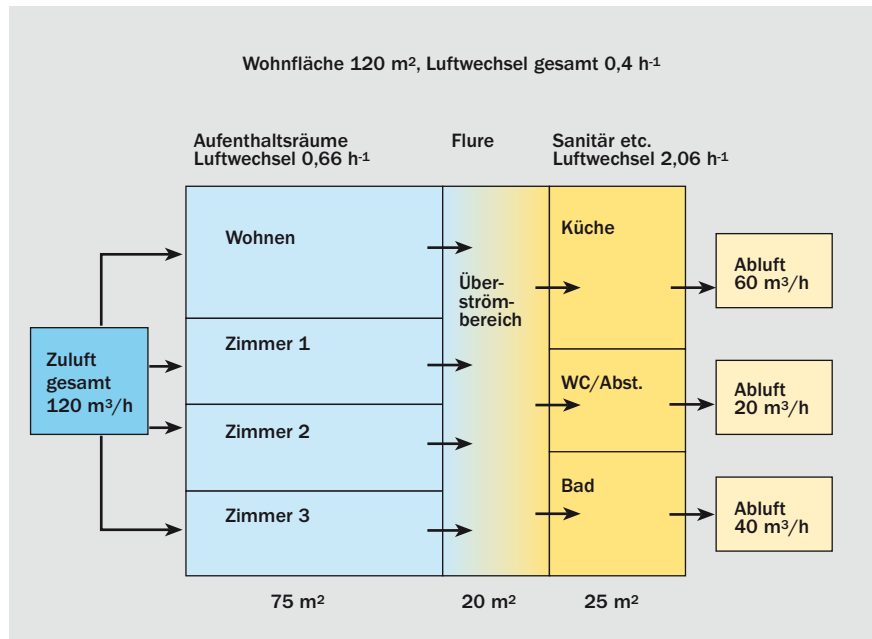 Wohnfläche 120 m², Luftwechsel gesamt 0,4 h⁻¹
Aufenthaltsräume
Luftwechsel 0,66 h⁻¹
Flure
Sanitär etc.
Luftwechsel 2,06 h⁻¹
Zuluft
gesamt
120 m³/h
Wohnen
Zimmer 1
Zimmer 2
Zimmer 3
Über-
ström-
bereich
Küche
WC/Abst.
Bad
Abluft
60 m³/h
Abluft
20 m³/h
Abluft
40 m³/h
75 m²
20 m²
25 m²